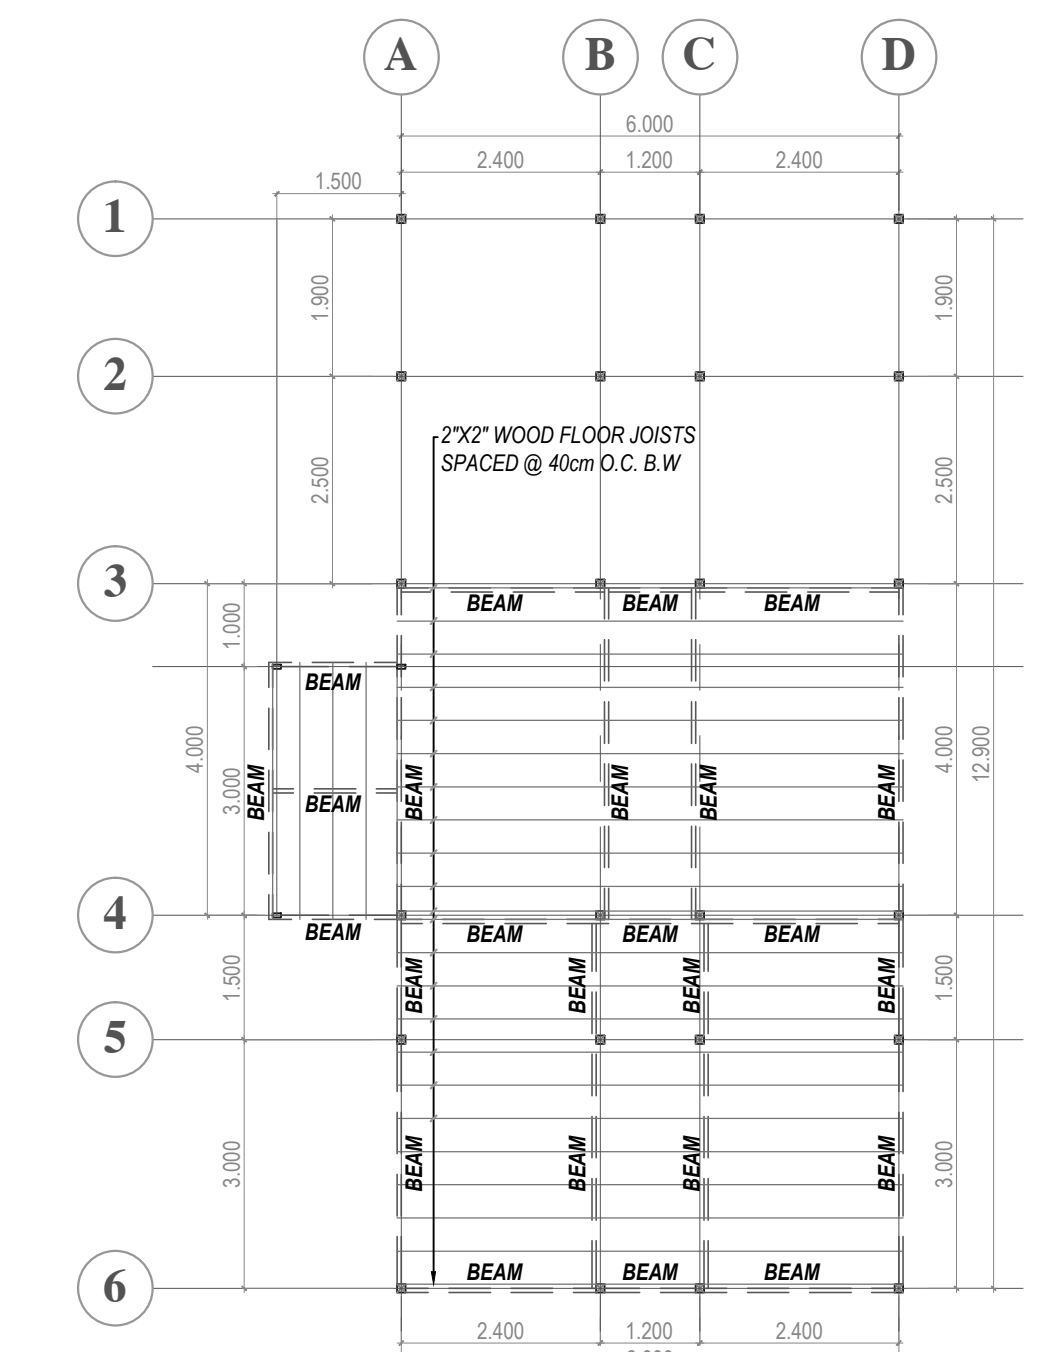 A B C D
6.000
2.400 1.200 2.400
1.500
1
1.900 1.900
2
2"X2" WOOD FLOOR JOISTS
SPACED @ 40cm O.C. B.W
2.500 2.500
3
BEAM BEAM BEAM
1.000
BEAM
4.000 3.000 4.000 12.900
BEAM BEAM BEAM BEAM BEAM BEAM
4
BEAM BEAM BEAM BEAM
1.500 BEAM BEAM BEAM BEAM 1.500
5
3.000 BEAM BEAM BEAM BEAM 3.000
BEAM BEAM BEAM
6
2.400 1.200 2.400